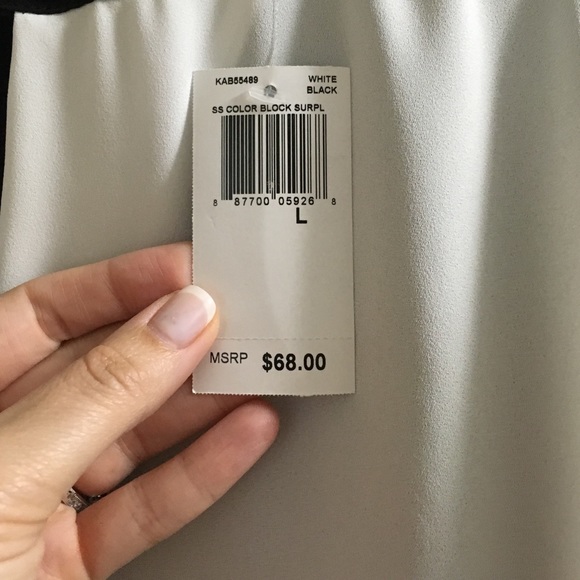 KAB55489 WHITE
BLACK
SS COLOR BLOCK SURPL
8 87700 05926 8
L
MSRP $68.00